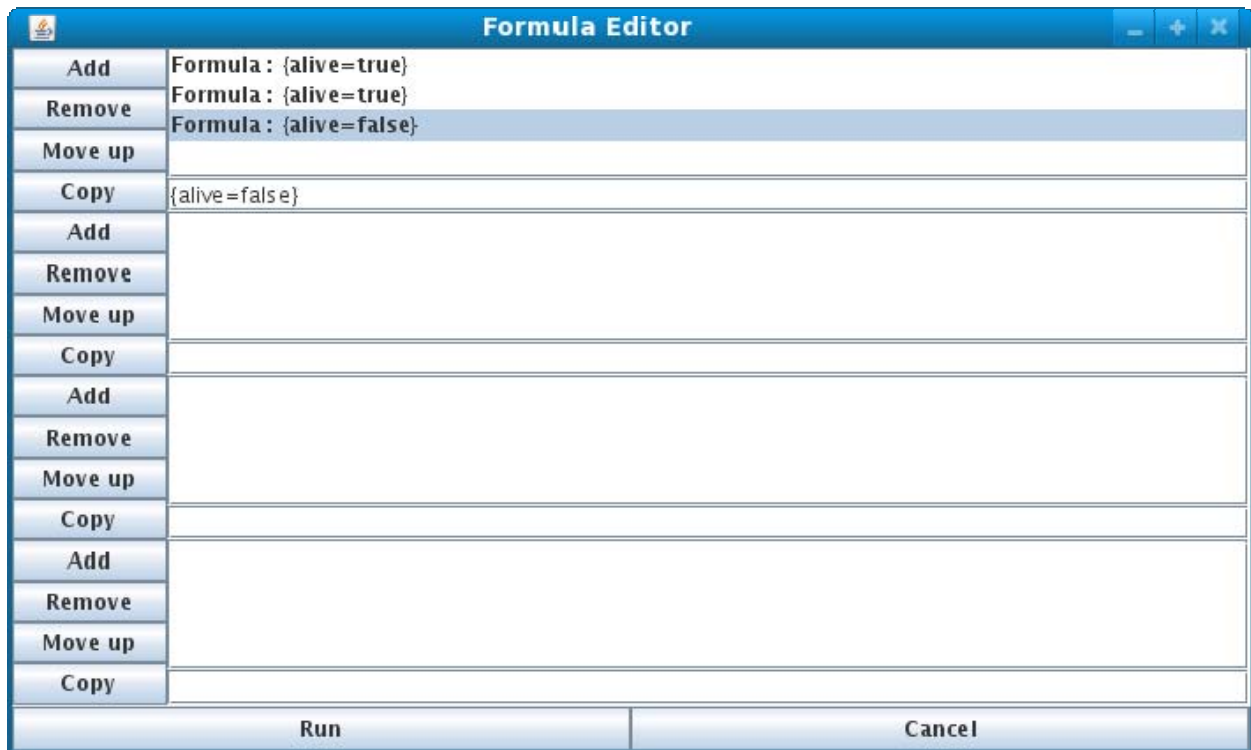 Formula Editor
Add
Formula: {alive=true}
Formula: {alive=true}
Remove
Formula: {alive=false}
Move up
Copy
{alive=false}
Add
Remove
Move up
Copy
Add
Remove
Move up
Copy
Add
Remove
Move up
Copy
Run
Cancel